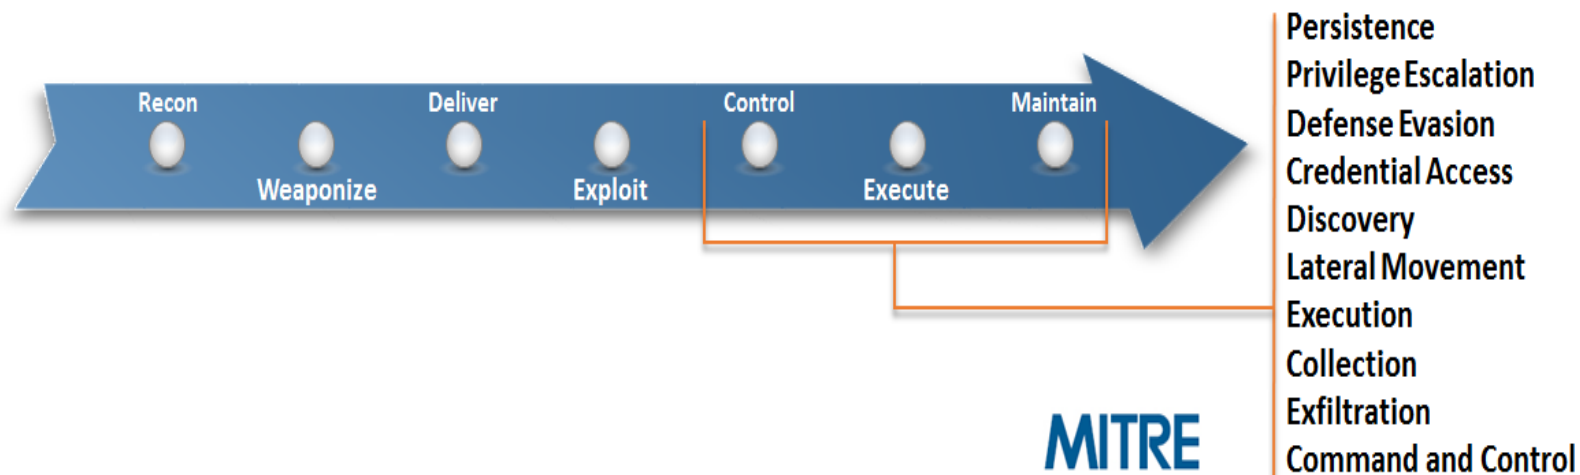 Recon
Weaponize
Deliver
Exploit
Control
Execute
Maintain
Persistence
Privilege Escalation
Defense Evasion
Credential Access
Discovery
Lateral Movement
Execution
Collection
Exfiltration
Command and Control
MITRE